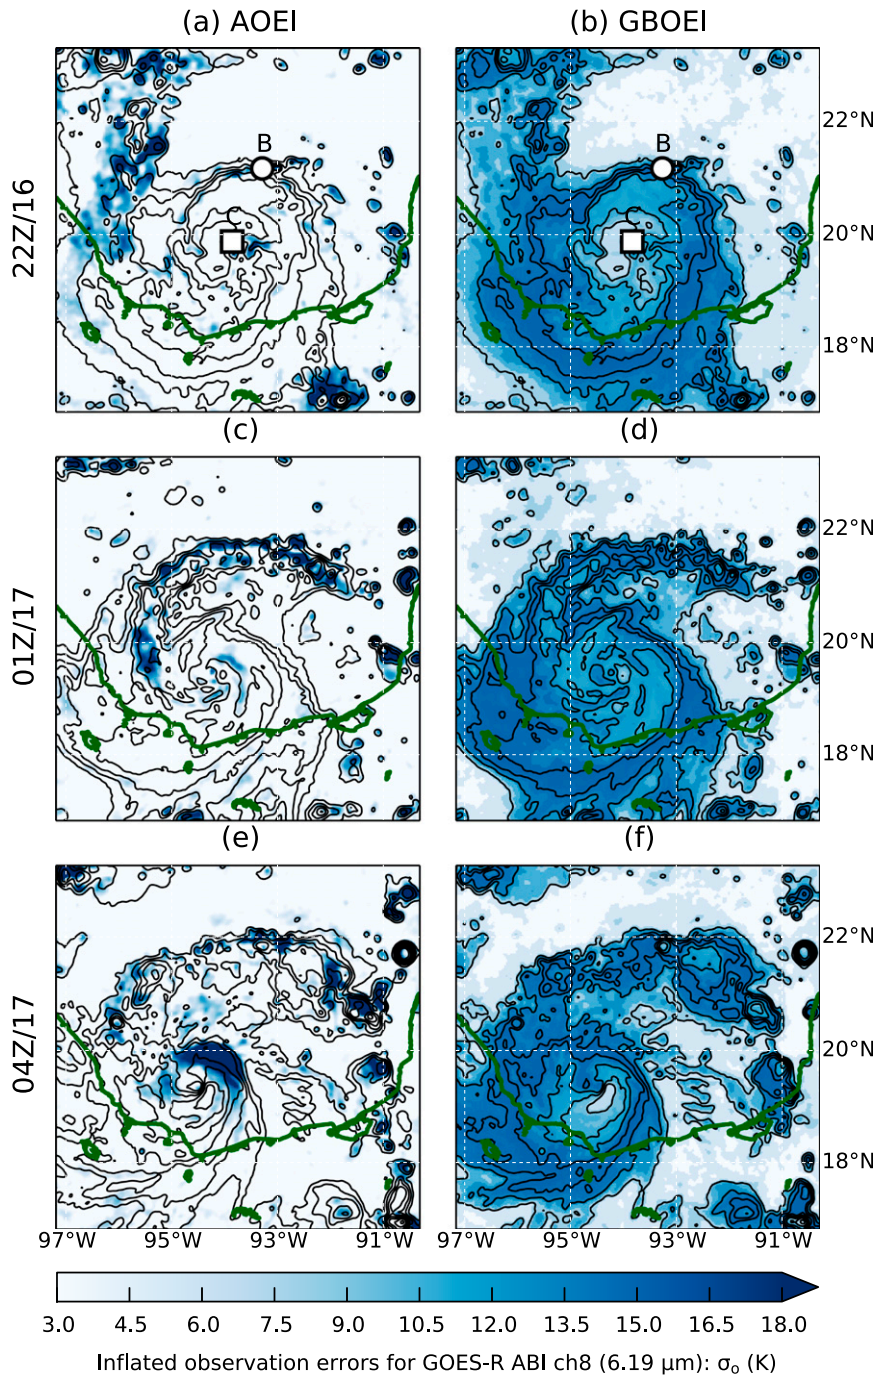 (a) AOEI
(b) GBOEI
B
B
22°N
C
C
20°N
22Z/16
18°N
(c)
(d)
22°N
20°N
01Z/17
18°N
(e)
(f)
22°N
20°N
04Z/17
18°N
97°W 95°W 93°W 91°W 97°W 95°W 93°W 91°W
3.0 4.5 6.0 7.5 9.0 10.5 12.0 13.5 15.0 16.5 18.0
Inflated observation errors for GOES-R ABI ch8 (6.19 μm): σₒ (K)